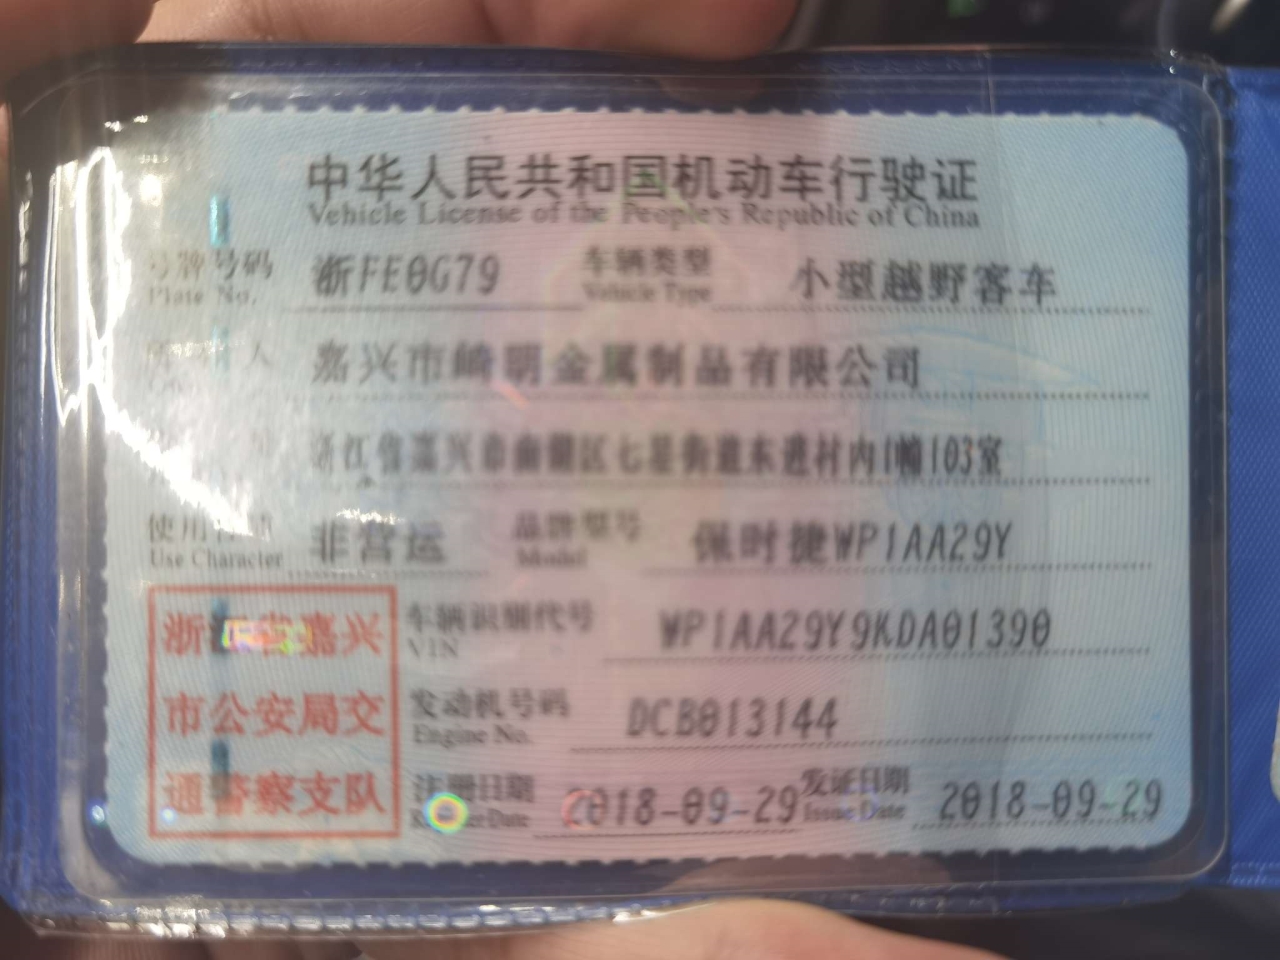 中华人民共和国机动车行驶证
Vehicle License of the People's Republic of China
号牌号码 浙FE0G79 车辆类型 小型越野客车
Plate No. Vehicle Type
人 嘉兴市崎明金属制品有限公司
浙江省嘉兴市南湖区七星街道东进村内1幢103室
使用性质 非营运 品牌型号 保时捷WP1AA29Y
Use Character Model
车辆识别代号 WP1AA29Y9KDA01390
VIN
发动机号码 DCB013144
Engine No.
注册日期 2018-09-29 发证日期 2018-09-29
Register Date Issue Date
浙江省嘉兴
市公安局交
通警察支队